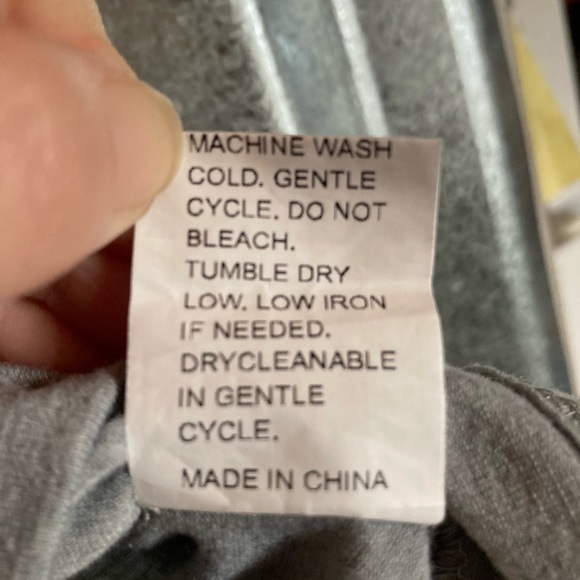 MACHINE WASH
COLD. GENTLE
CYCLE. DO NOT
BLEACH.
TUMBLE DRY
LOW. LOW IRON
IF NEEDED.
DRYCLEANABLE
IN GENTLE
CYCLE.
MADE IN CHINA